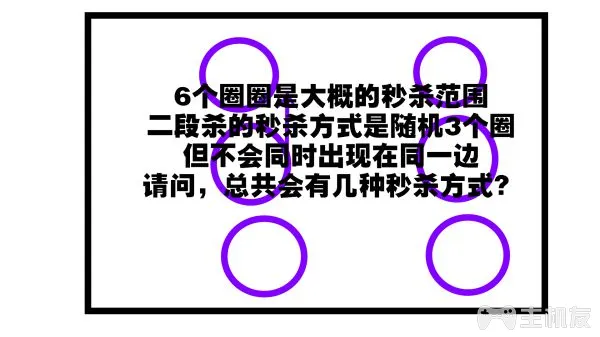 6个圈圈是大概的秒杀范围
二段杀的秒杀方式是随机3个圈
但不会同时出现在同一边
请问，总共会有几种秒杀方式？
主机友